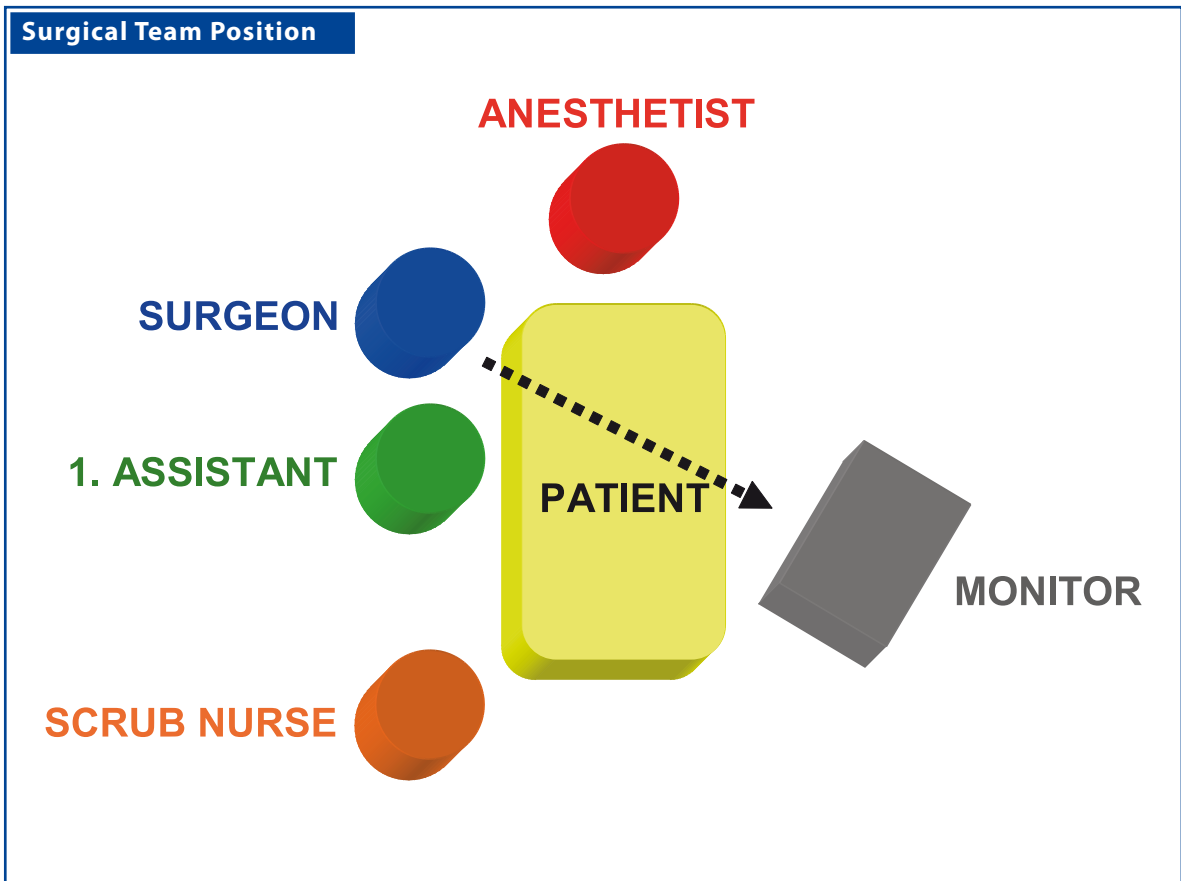 Surgical Team Position
ANESTHETIST
SURGEON
1. ASSISTANT
PATIENT
MONITOR
SCRUB NURSE